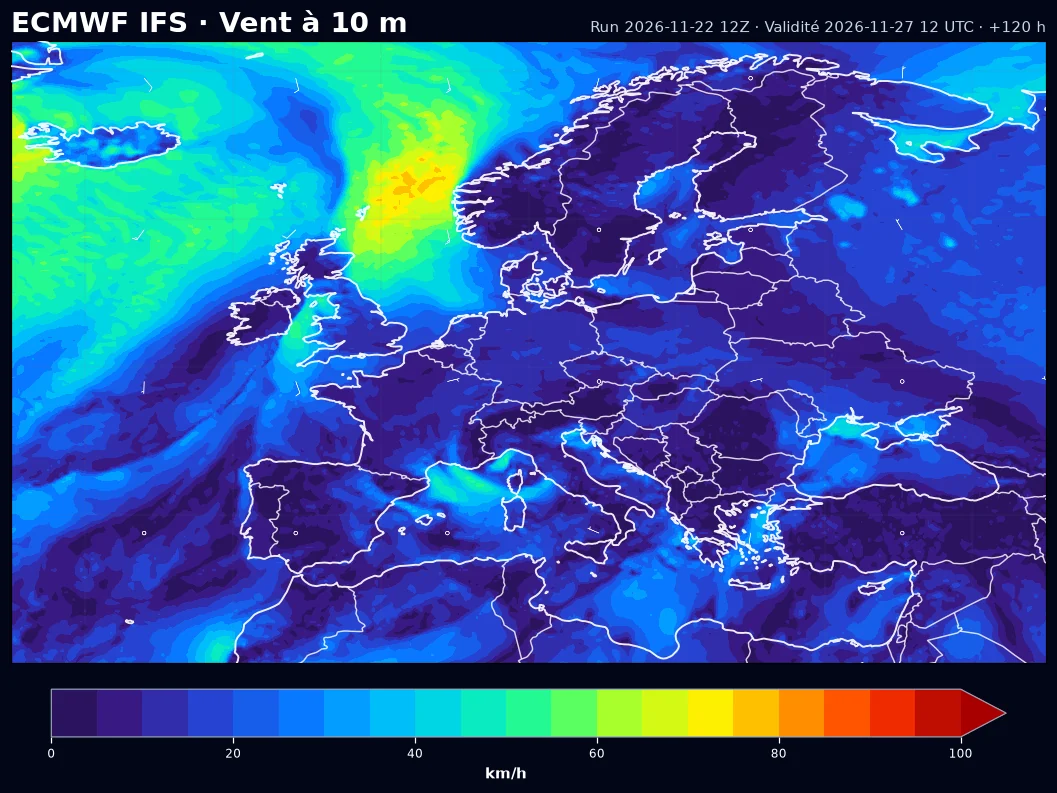 ECMWF IFS · Vent à 10 m
Run 2026-11-22 12Z · Validité 2026-11-27 12 UTC · +120 h
0 20 40 60 80 100
km/h